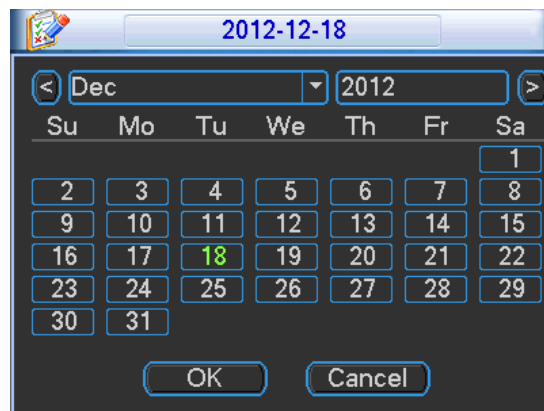 2012-12-18
< Dec 2012 >
Su Mo Tu We Th Fr Sa
1
2 3 4 5 6 7 8
9 10 11 12 13 14 15
16 17 18 19 20 21 22
23 24 25 26 27 28 29
30 31
OK Cancel